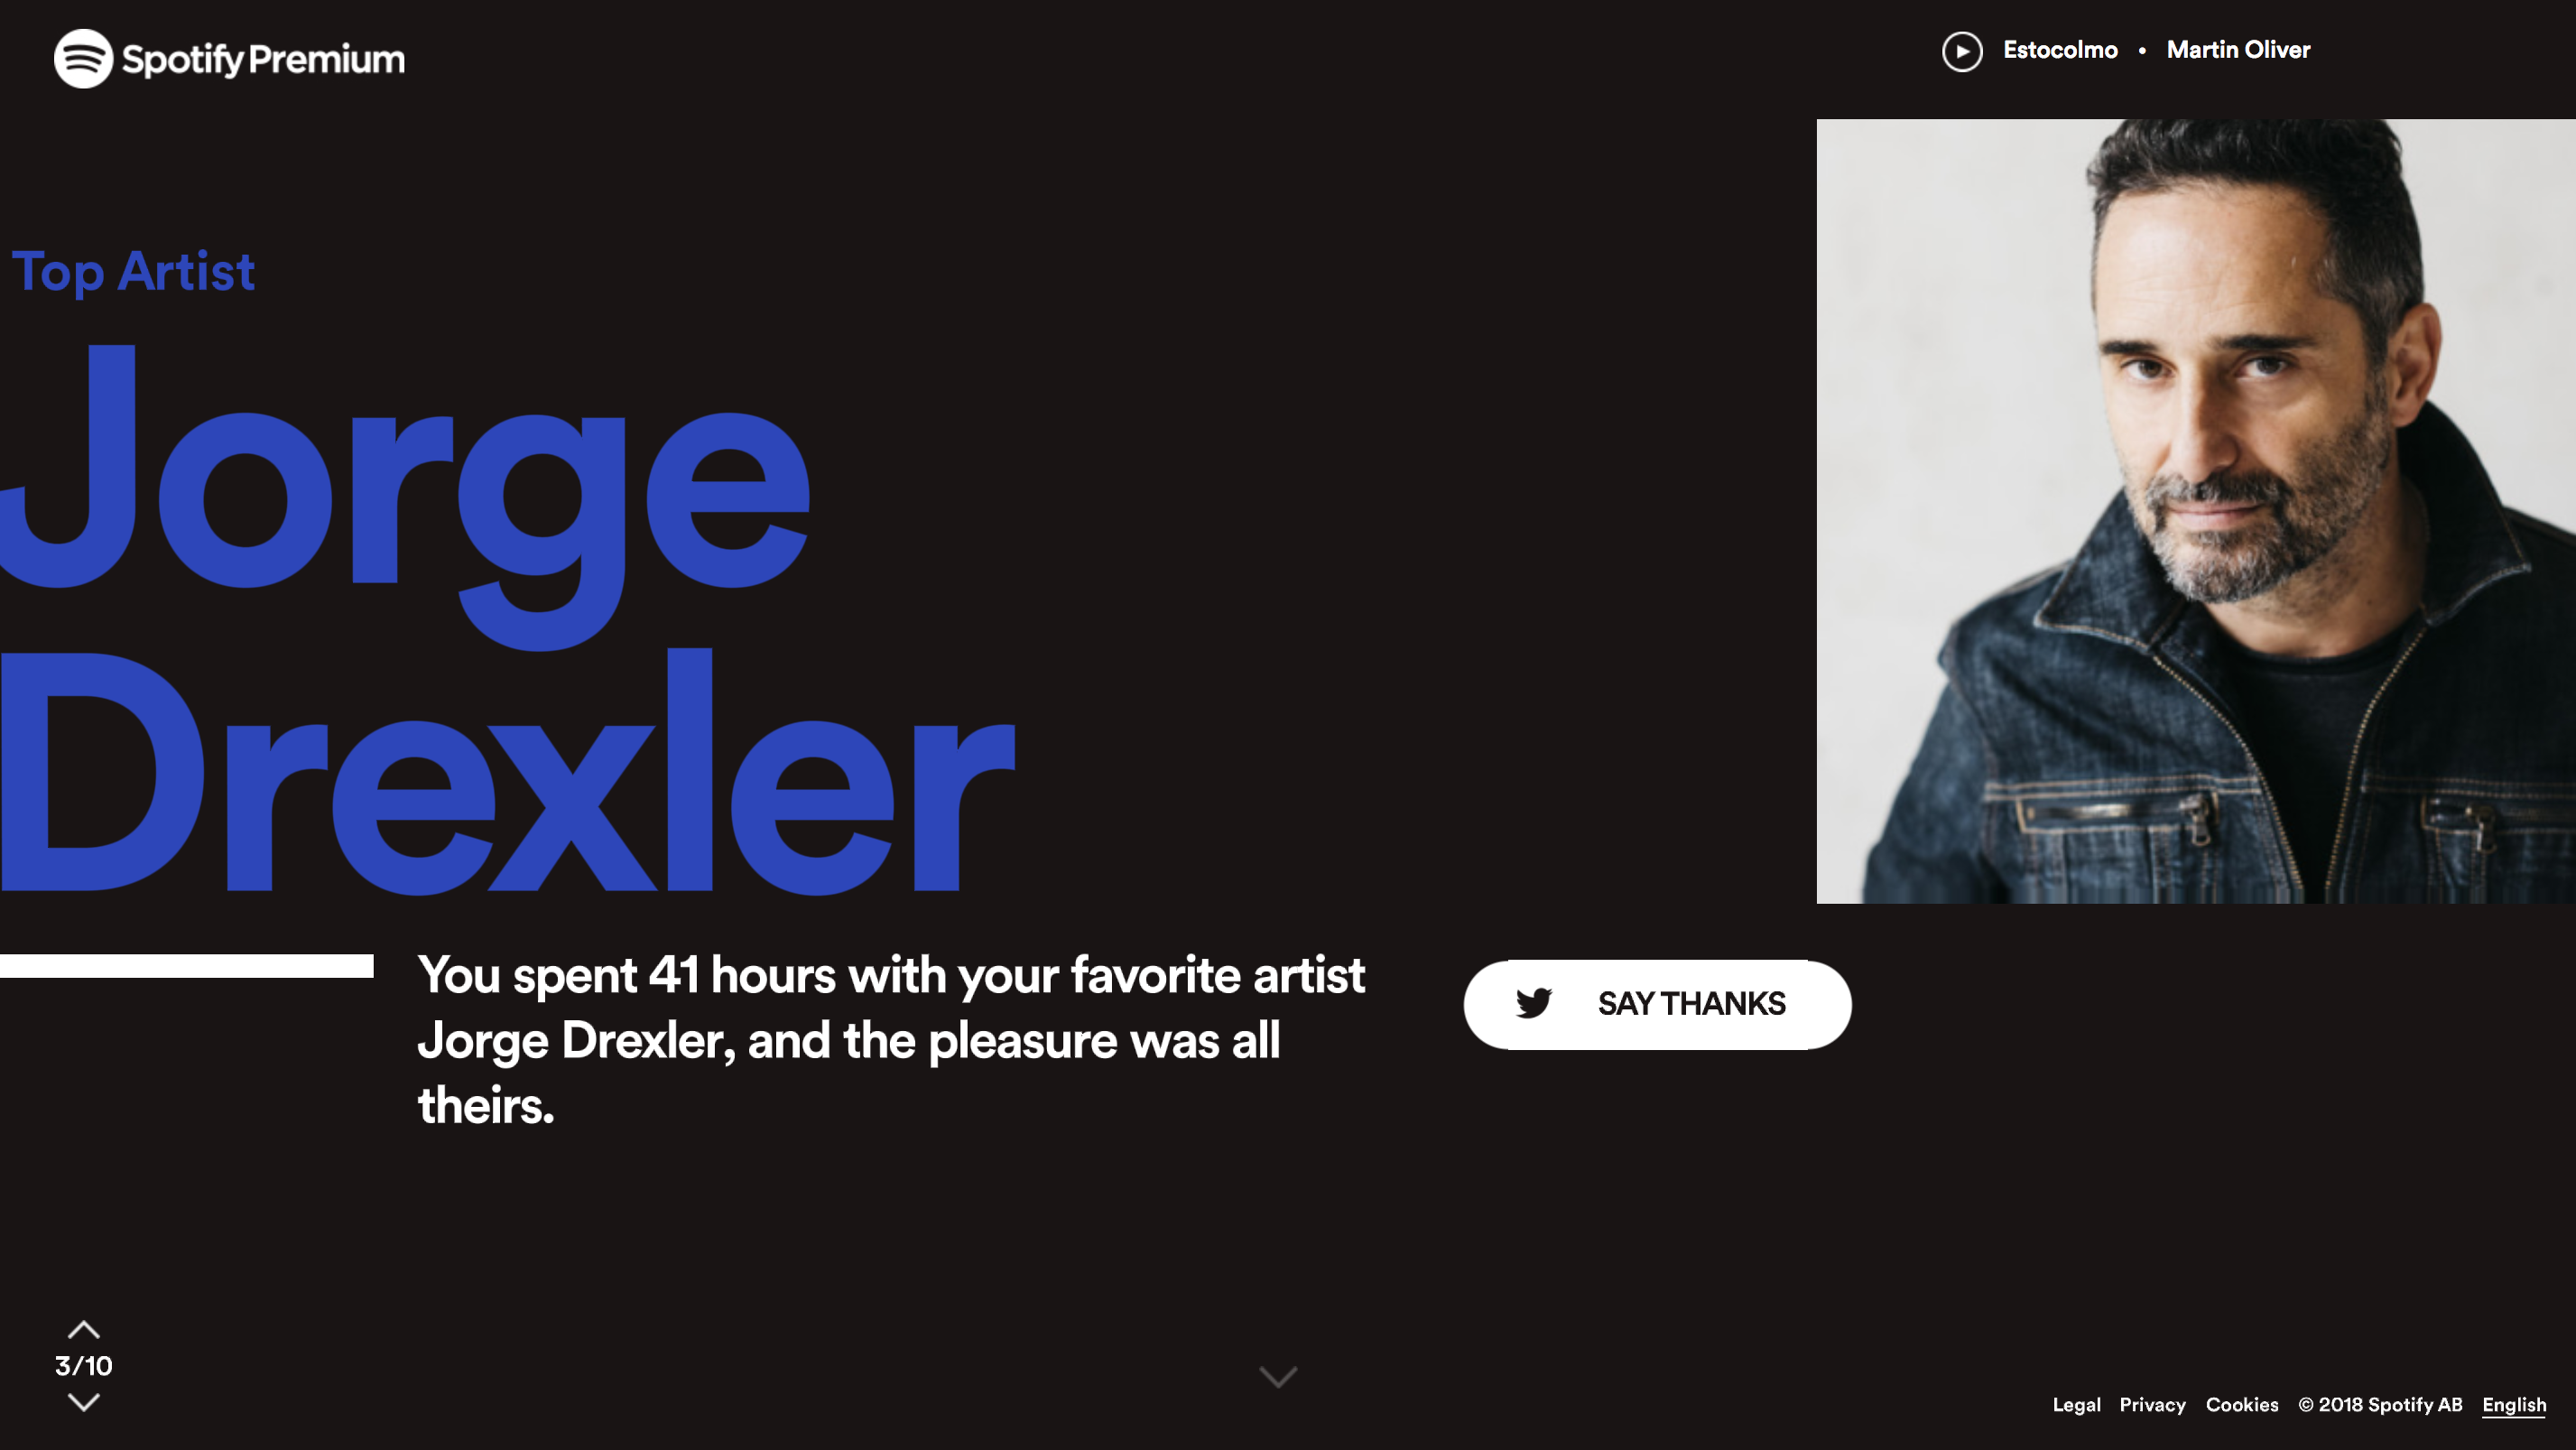 Spotify Premium
Estocolmo • Martin Oliver
Top Artist
Jorge
Drexler
You spent 41 hours with your favorite artist
Jorge Drexler, and the pleasure was all
theirs.
SAY THANKS
3/10
Legal Privacy Cookies © 2018 Spotify AB English